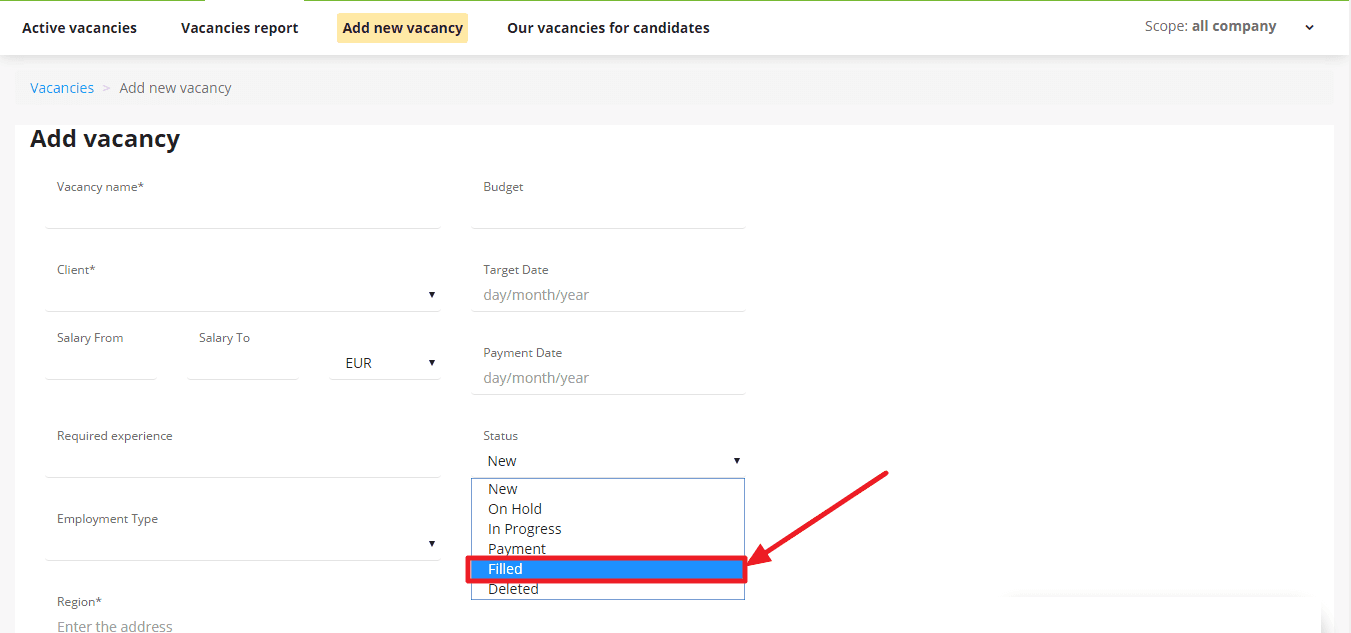 Active vacancies Vacancies report Add new vacancy Our vacancies for candidates Scope: all company
Vacancies > Add new vacancy
Add vacancy
Vacancy name* Budget
Client* Target Date
day/month/year
Salary From Salary To
EUR
Payment Date
day/month/year
Required experience Status
New
New
On Hold
In Progress
Employment Type
Payment
Filled
Deleted
Region*
Enter the address